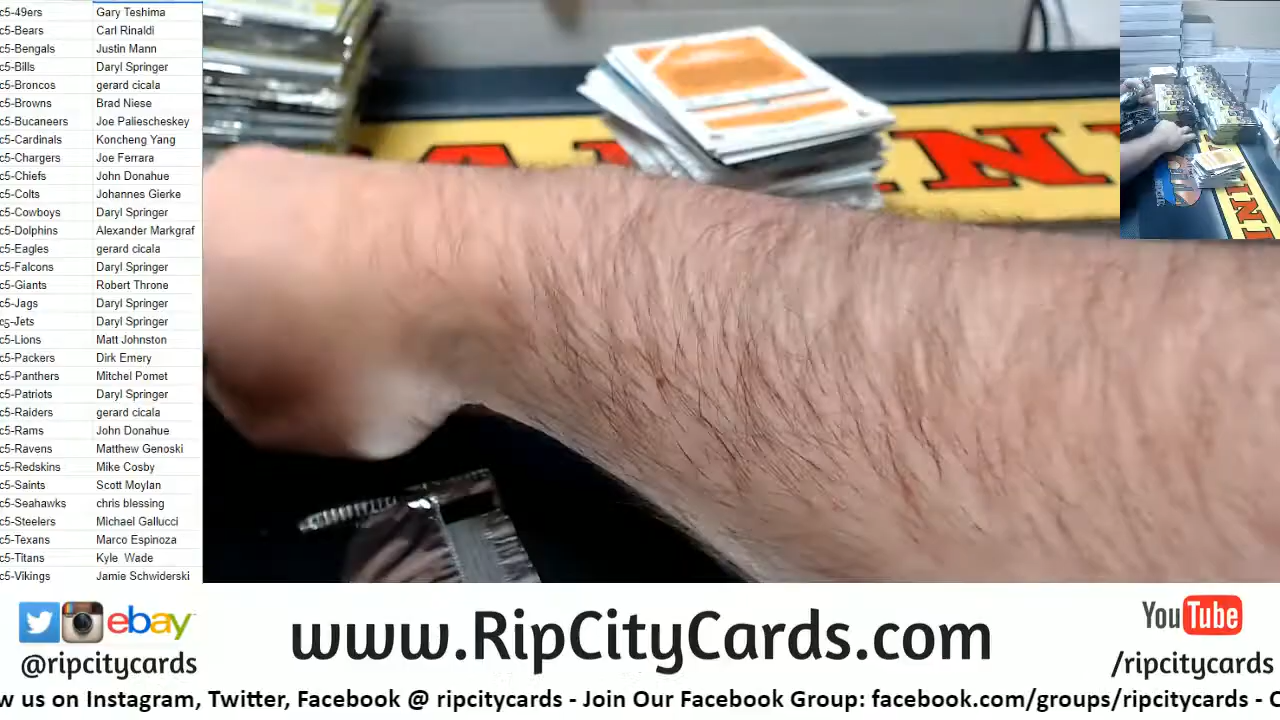 c5-49ers Gary Teshima
c5-Bears Carl Rinaldi
c5-Bengals Justin Mann
c5-Bills Daryl Springer
c5-Broncos gerard cicala
c5-Browns Brad Niese
c5-Bucaneers Joe Paliescheskey
c5-Cardinals Koncheng Yang
c5-Chargers Joe Ferrara
c5-Chiefs John Donahue
c5-Colts Johannes Gierke
c5-Cowboys Daryl Springer
c5-Dolphins Alexander Markgraf
c5-Eagles gerard cicala
c5-Falcons Daryl Springer
c5-Giants Robert Throne
c5-Jags Daryl Springer
c5-Jets Daryl Springer
c5-Lions Matt Johnston
c5-Packers Dirk Emery
c5-Panthers Mitchel Pomet
c5-Patriots Daryl Springer
c5-Raiders gerard cicala
c5-Rams John Donahue
c5-Ravens Matthew Genoski
c5-Redskins Mike Cosby
c5-Saints Scott Moylan
c5-Seahawks chris blessing
c5-Steelers Michael Gallucci
c5-Texans Marco Espinoza
c5-Titans Kyle Wade
c5-Vikings Jamie Schwiderski
ebay
@ripcitycards
www.RipCityCards.com
YouTube
/ripcitycards
w us on Instagram, Twitter, Facebook @ ripcitycards - Join Our Facebook Group: facebook.com/groups/ripcitycards -